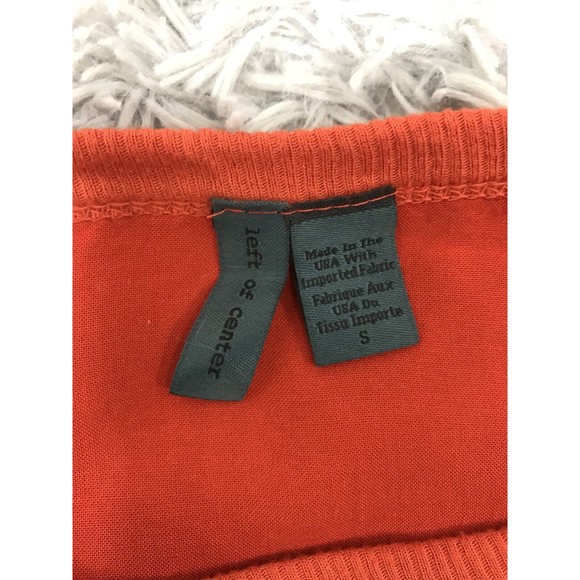 left of center
Made In The
USA With
Imported Fabric
Fabrique Aux
USA Du
Tissu Importe
S